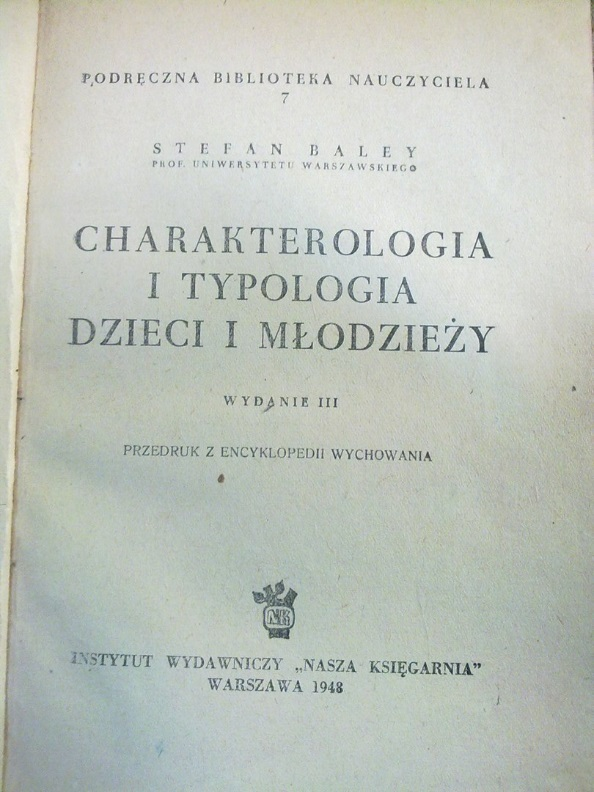 PODRĘCZNA BIBLIOTEKA NAUCZYCIELA
7
STEFAN BALEY
PROF. UNIWERSYTETU WARSZAWSKIEGO
CHARAKTEROLOGIA
I TYPOLOGIA
DZIECI I MŁODZIEŻY
WYDANIE III
PRZEDRUK Z ENCYKLOPEDII WYCHOWANIA
NK
INSTYTUT WYDAWNICZY „NASZA KSIĘGARNIA"
WARSZAWA 1948